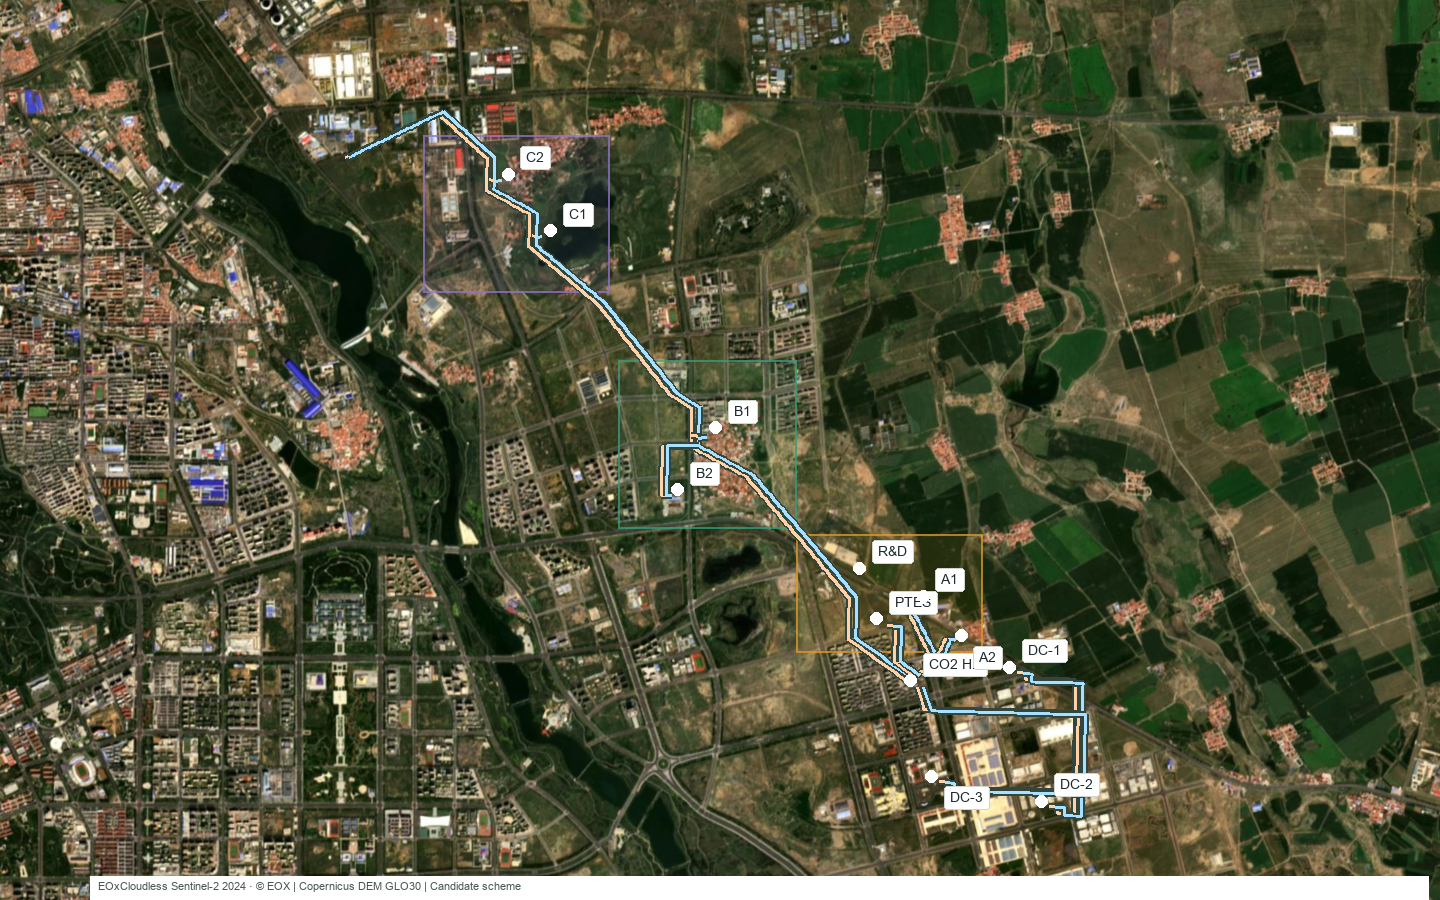 C2
C1
B1
B2
R&D
A1
PTES
DC-1
A2
CO2 H
DC-2
DC-3
EOxCloudless Sentinel-2 2024 · © EOX | Copernicus DEM GLO30 | Candidate scheme